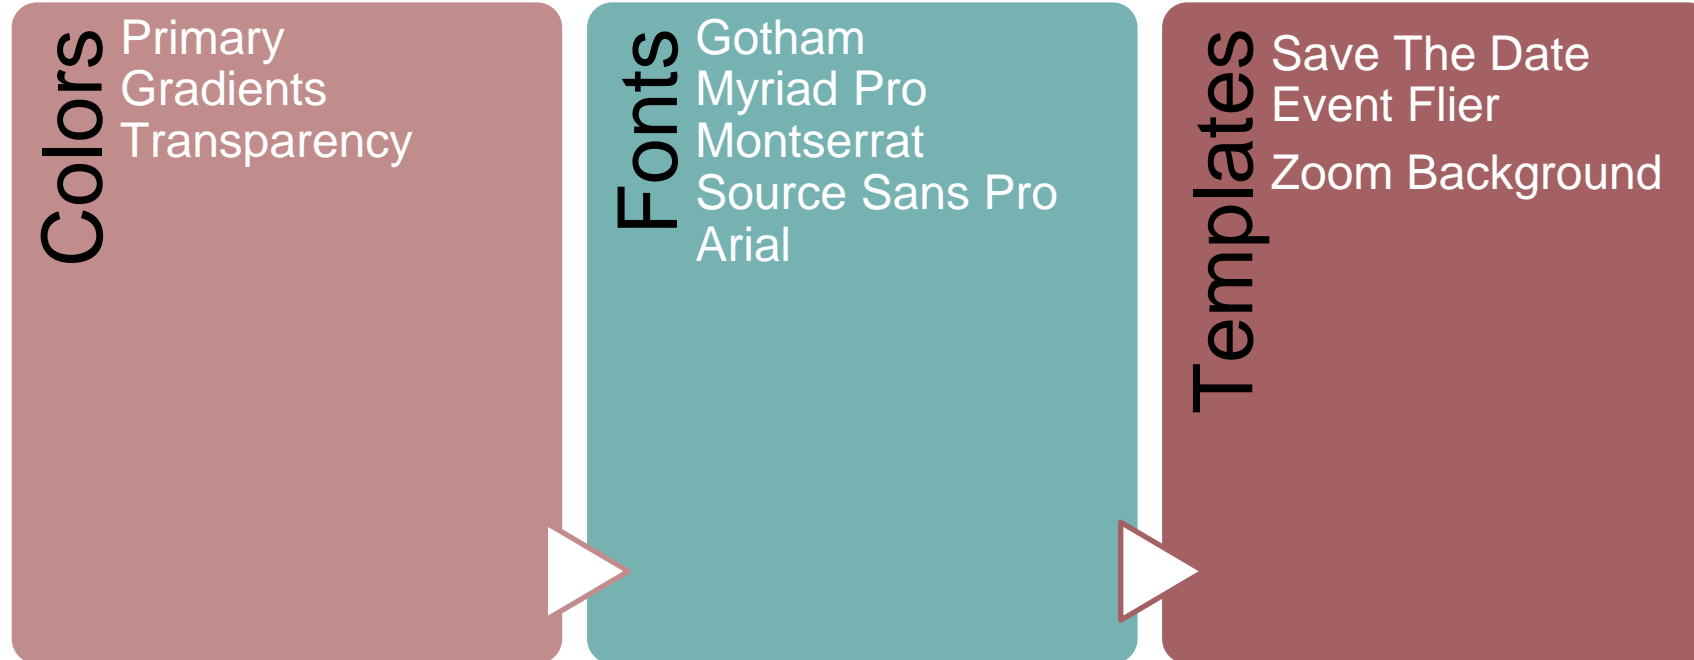 Colors
Primary
Gradients
Transparency
Fonts
Gotham
Myriad Pro
Montserrat
Source Sans Pro
Arial
Templates
Save The Date
Event Flier
Zoom Background